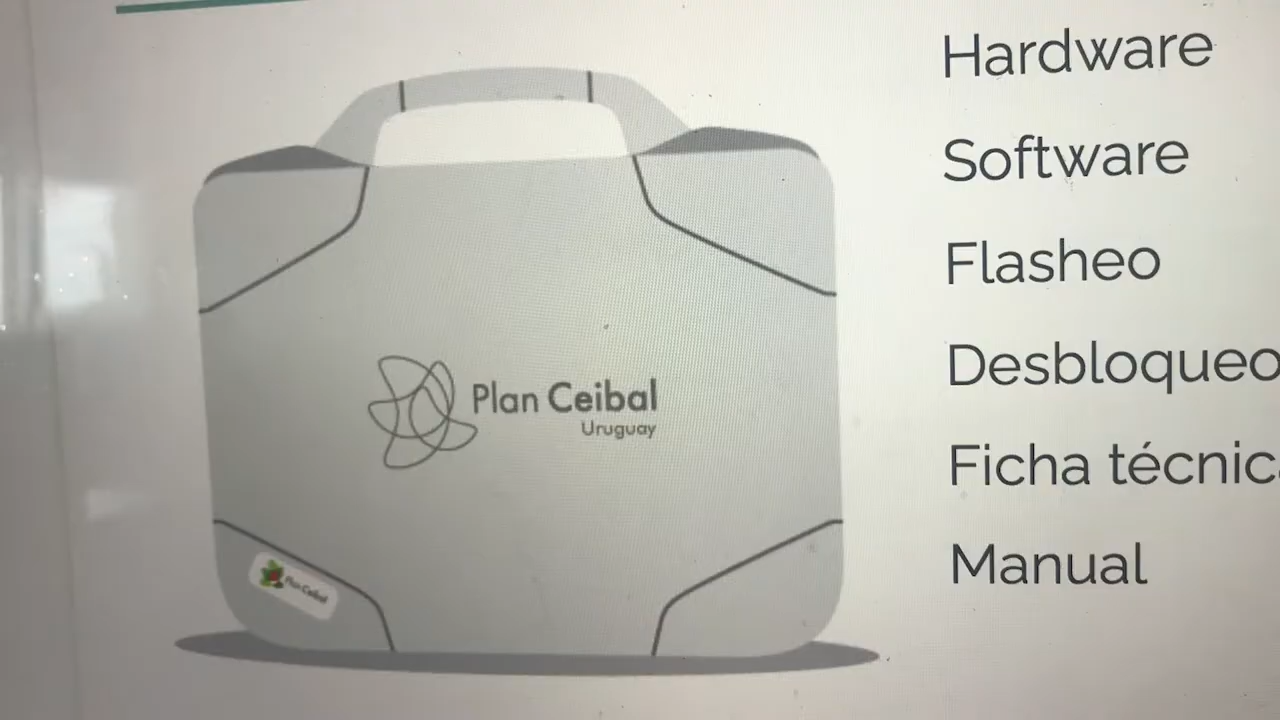 Hardware
Software
Flasheo
Desbloqueo
Ficha técnica
Manual
Plan Ceibal
Uruguay
Plan Ceibal